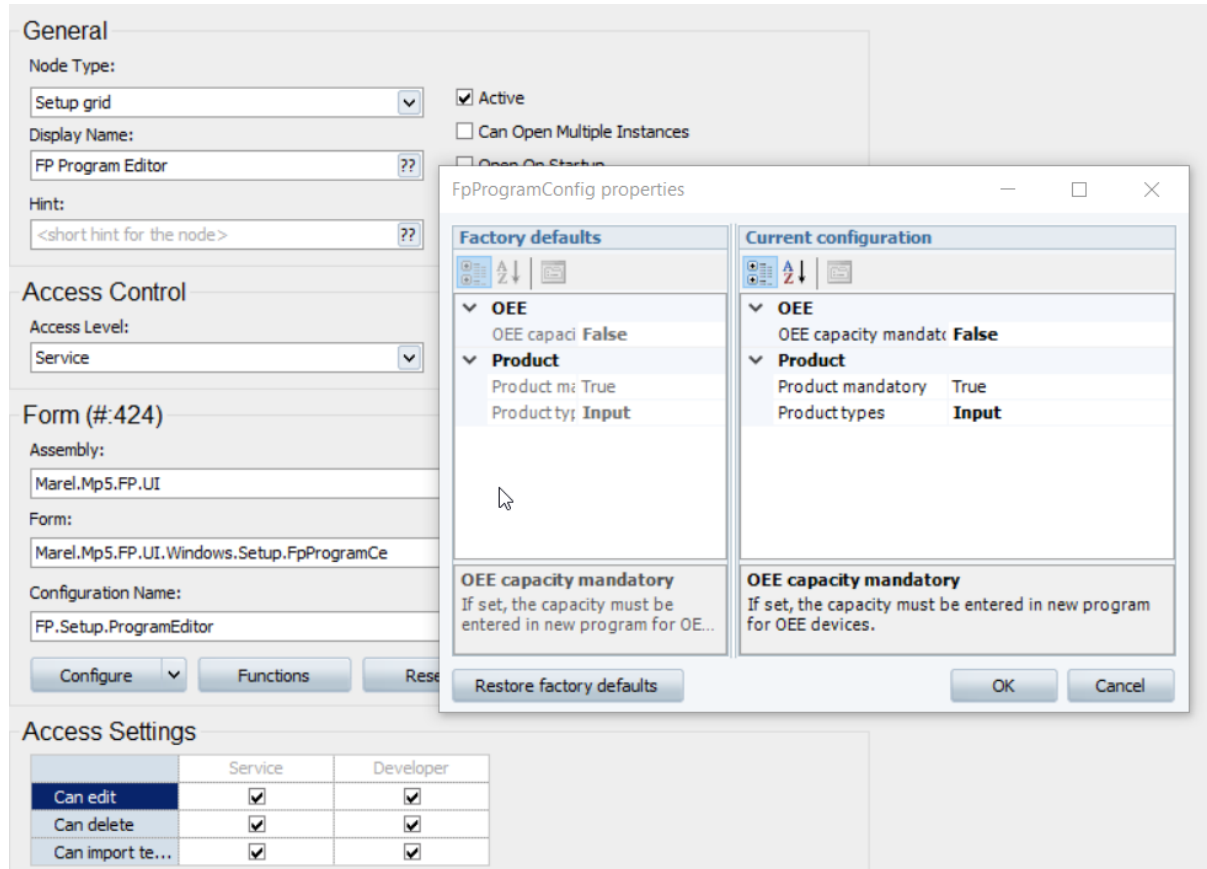 General
Node Type:
Setup grid
Active
Display Name:
Can Open Multiple Instances
FP Program Editor ??
Open On Startup
Hint:
<short hint for the node> ??
Access Control
Access Level:
Service
Form (#:424)
Assembly:
Marel.Mp5.FP.UI
Form:
Marel.Mp5.FP.UI.Windows.Setup.FpProgramCe
Configuration Name:
FP.Setup.ProgramEditor
Configure Functions Rese
Access Settings
Service Developer
Can edit
Can delete
Can import te...
FpProgramConfig properties
Factory defaults
OEE
OEE capaci False
Product
Product ma True
Product typ Input
OEE capacity mandatory
If set, the capacity must be
entered in new program for OE...
Current configuration
OEE
OEE capacity mandato False
Product
Product mandatory True
Product types Input
OEE capacity mandatory
If set, the capacity must be entered in new program
for OEE devices.
Restore factory defaults OK Cancel